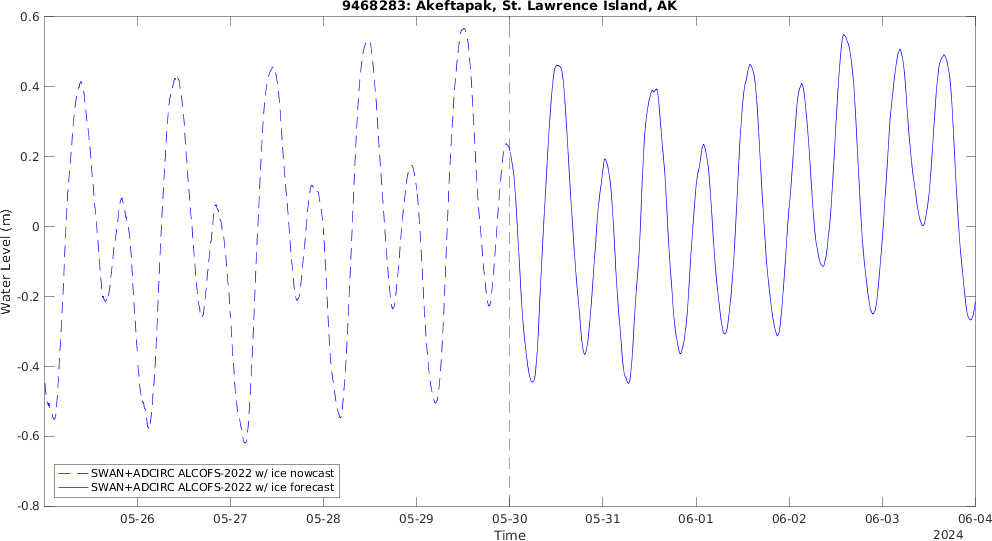 9468283: Akeftapak, St. Lawrence Island, AK
0.6
0.4
0.2
0
-0.2
-0.4
-0.6
-0.8
Water Level (m)
SWAN+ADCIRC ALCOFS-2022 w/ ice nowcast
SWAN+ADCIRC ALCOFS-2022 w/ ice forecast
05-26 05-27 05-28 05-29 05-30 05-31 06-01 06-02 06-03 06-04
Time
2024